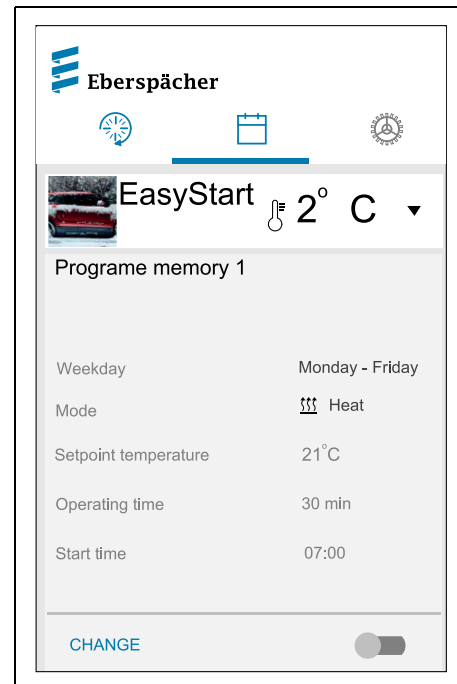 Eberspächer
EasyStart 2° C
Programe memory 1
Weekday Monday - Friday
Mode Heat
Setpoint temperature 21°C
Operating time 30 min
Start time 07:00
CHANGE